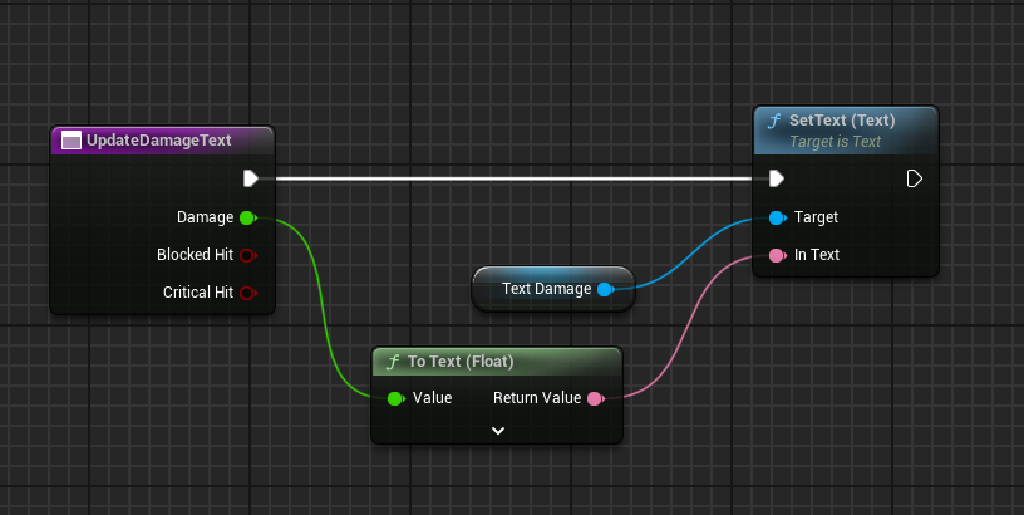 UpdateDamageText
Damage
Blocked Hit
Critical Hit
Text Damage
f To Text (Float)
Value
Return Value
f SetText (Text)
Target is Text
Target
In Text